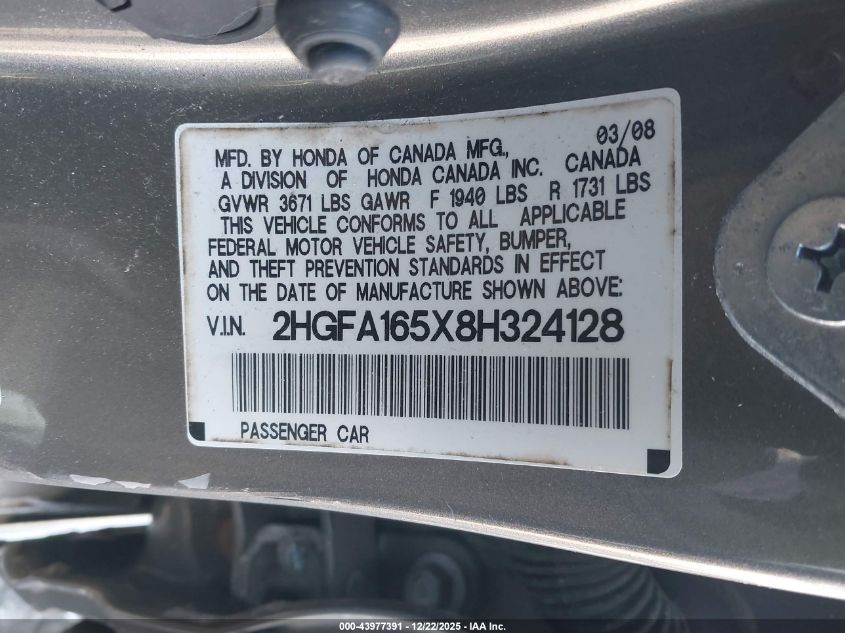 03/08
MFD. BY HONDA OF CANADA MFG.,
A DIVISION OF HONDA CANADA INC. CANADA
GVWR 3671 LBS GAWR F 1940 LBS R 1731 LBS
THIS VEHICLE CONFORMS TO ALL APPLICABLE
FEDERAL MOTOR VEHICLE SAFETY, BUMPER,
AND THEFT PREVENTION STANDARDS IN EFFECT
ON THE DATE OF MANUFACTURE SHOWN ABOVE:
V.I.N. 2HGFA165X8H324128
PASSENGER CAR
000-43977391 - 12/22/2025 - IAA Inc.